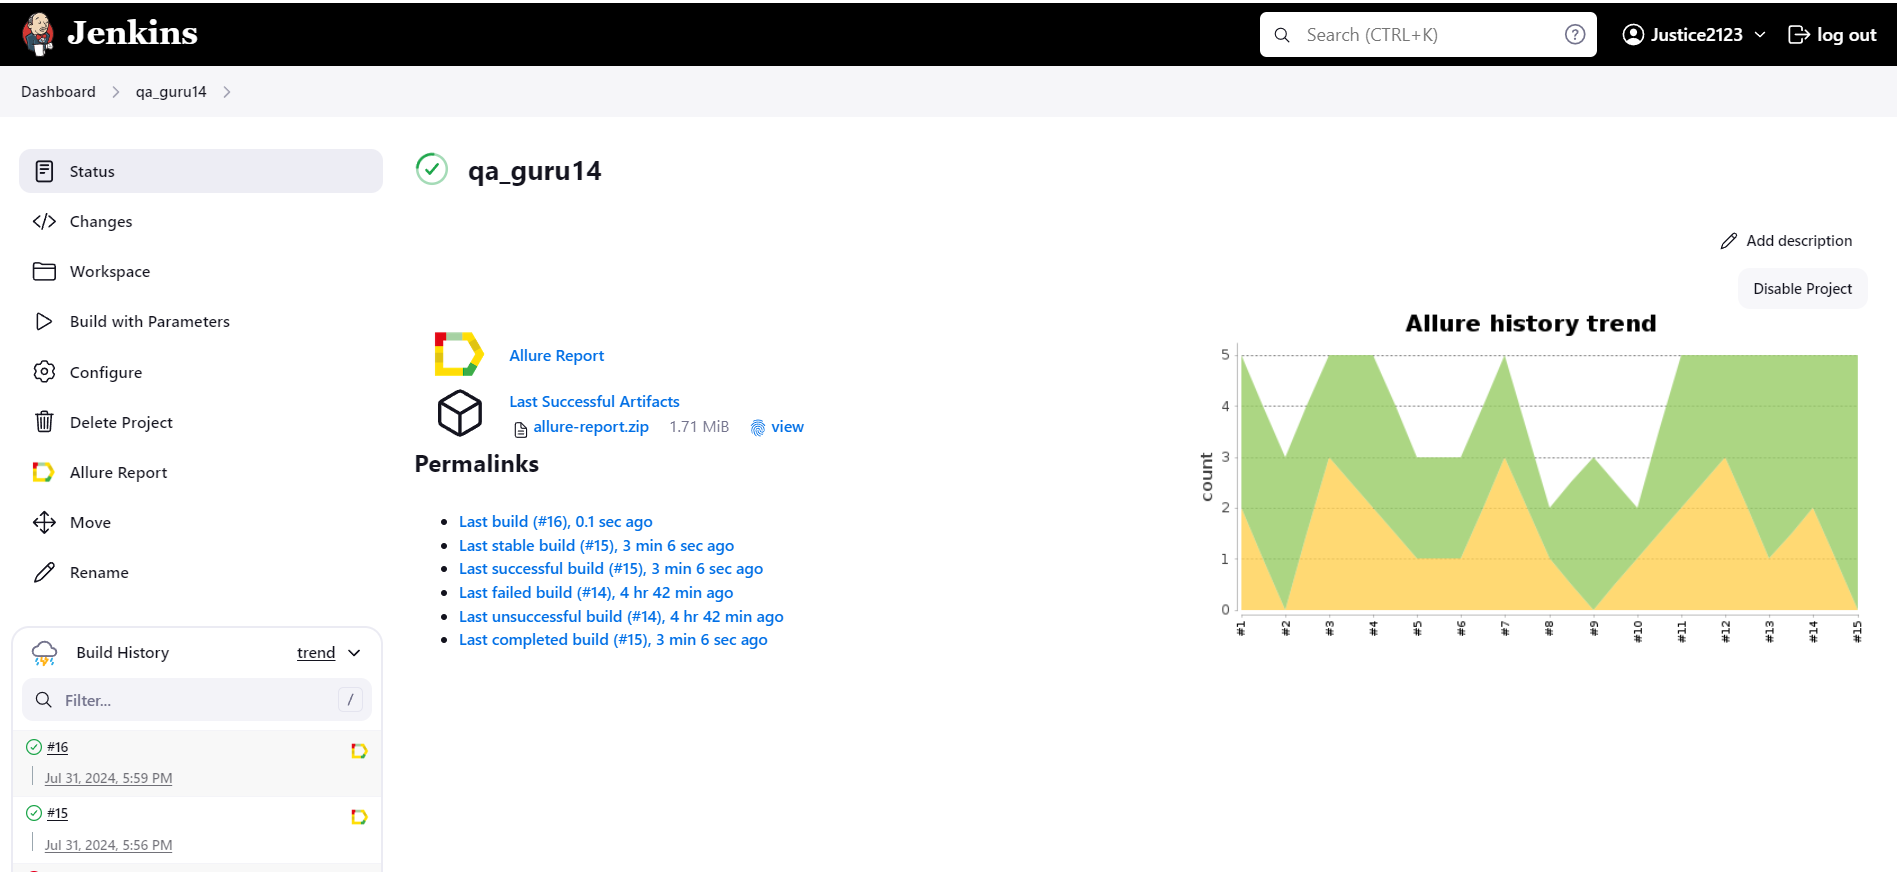 Jenkins
Search (CTRL+K)
?
Justice2123
log out
Dashboard
qa_guru14
Status
Changes
Workspace
Build with Parameters
Configure
Delete Project
Allure Report
Move
Rename
Build History
trend
Filter...
/
#16
Jul 31, 2024, 5:59 PM
#15
Jul 31, 2024, 5:56 PM
qa_guru14
Add description
Disable Project
Allure Report
Last Successful Artifacts
allure-report.zip 1.71 MiB view
Permalinks
Last build (#16), 0.1 sec ago
Last stable build (#15), 3 min 6 sec ago
Last successful build (#15), 3 min 6 sec ago
Last failed build (#14), 4 hr 42 min ago
Last unsuccessful build (#14), 4 hr 42 min ago
Last completed build (#15), 3 min 6 sec ago
Allure history trend
count
5
4
3
2
1
0
#1
#2
#3
#4
#5
#6
#7
#8
#9
#10
#11
#12
#13
#14
#15